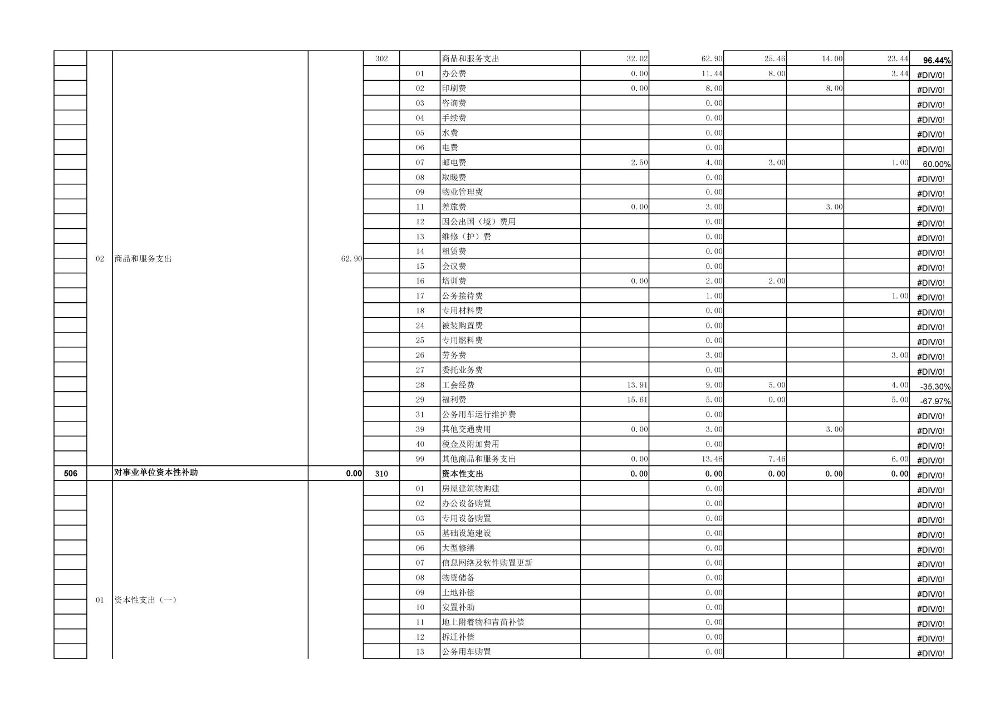 302 商品和服务支出 32.02 62.90 25.46 14.00 23.44 96.44%
01 办公费 0.00 11.44 8.00 3.44 #DIV/0!
02 印刷费 0.00 8.00 8.00 #DIV/0!
03 咨询费 0.00 #DIV/0!
04 手续费 0.00 #DIV/0!
05 水费 0.00 #DIV/0!
06 电费 0.00 #DIV/0!
07 邮电费 2.50 4.00 3.00 1.00 60.00%
08 取暖费 0.00 #DIV/0!
09 物业管理费 0.00 #DIV/0!
11 差旅费 0.00 3.00 3.00 #DIV/0!
12 因公出国（境）费用 0.00 #DIV/0!
13 维修（护）费 0.00 #DIV/0!
14 租赁费 0.00 #DIV/0!
02 商品和服务支出 62.90
15 会议费 0.00 #DIV/0!
16 培训费 0.00 2.00 2.00 #DIV/0!
17 公务接待费 1.00 1.00 #DIV/0!
18 专用材料费 0.00 #DIV/0!
24 被装购置费 0.00 #DIV/0!
25 专用燃料费 0.00 #DIV/0!
26 劳务费 3.00 3.00 #DIV/0!
27 委托业务费 0.00 #DIV/0!
28 工会经费 13.91 9.00 5.00 4.00 -35.30%
29 福利费 15.61 5.00 0.00 5.00 -67.97%
31 公务用车运行维护费 0.00 #DIV/0!
39 其他交通费用 0.00 3.00 3.00 #DIV/0!
40 税金及附加费用 0.00 #DIV/0!
99 其他商品和服务支出 0.00 13.46 7.46 6.00 #DIV/0!
506 对事业单位资本性补助 0.00 310 资本性支出 0.00 0.00 0.00 0.00 0.00 #DIV/0!
01 房屋建筑物购建 0.00 #DIV/0!
02 办公设备购置 0.00 #DIV/0!
03 专用设备购置 0.00 #DIV/0!
05 基础设施建设 0.00 #DIV/0!
06 大型修缮 0.00 #DIV/0!
07 信息网络及软件购置更新 0.00 #DIV/0!
08 物资储备 0.00 #DIV/0!
09 土地补偿 0.00 #DIV/0!
01 资本性支出（一）
10 安置补助 0.00 #DIV/0!
11 地上附着物和青苗补偿 0.00 #DIV/0!
12 拆迁补偿 0.00 #DIV/0!
13 公务用车购置 0.00 #DIV/0!